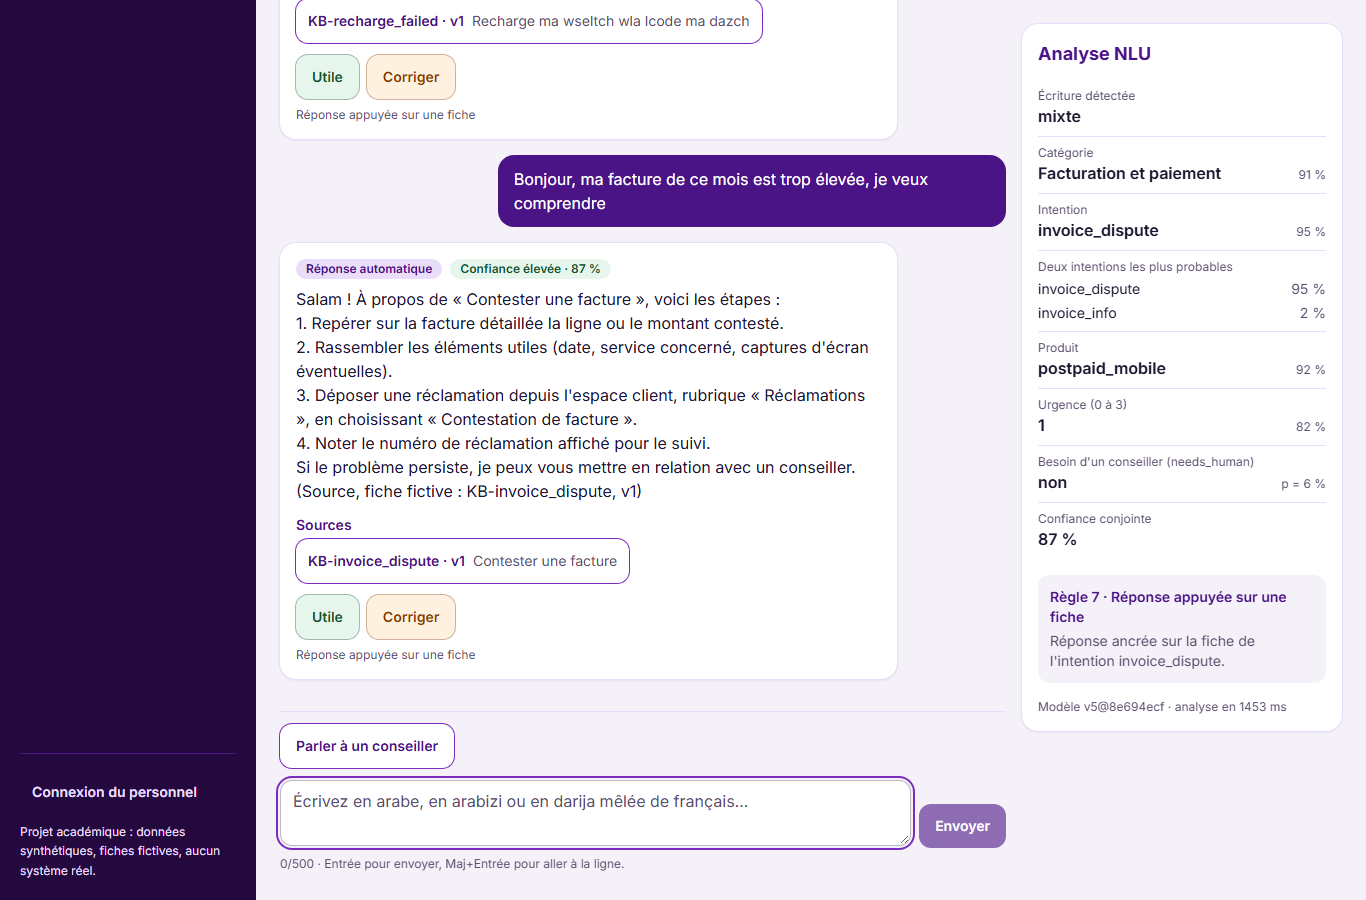 KB-recharge_failed · v1 Recharge ma wseltch wla lcode ma dazch
Utile
Corriger
Réponse appuyée sur une fiche
Bonjour, ma facture de ce mois est trop élevée, je veux
comprendre
Réponse automatique
Confiance élevée · 87 %
Salam ! À propos de « Contester une facture », voici les étapes :
1. Repérer sur la facture détaillée la ligne ou le montant contesté.
2. Rassembler les éléments utiles (date, service concerné, captures d'écran
éventuelles).
3. Déposer une réclamation depuis l'espace client, rubrique « Réclamations
», en choisissant « Contestation de facture ».
4. Noter le numéro de réclamation affiché pour le suivi.
Si le problème persiste, je peux vous mettre en relation avec un conseiller.
(Source, fiche fictive : KB-invoice_dispute, v1)
Sources
KB-invoice_dispute · v1 Contester une facture
Utile
Corriger
Réponse appuyée sur une fiche
Parler à un conseiller
Écrivez en arabe, en arabizi ou en darija mêlée de français...
Envoyer
0/500 · Entrée pour envoyer, Maj+Entrée pour aller à la ligne.
Connexion du personnel
Projet académique : données
synthétiques, fiches fictives, aucun
système réel.
Analyse NLU
Écriture détectée
mixte
Catégorie
Facturation et paiement 91 %
Intention
invoice_dispute 95 %
Deux intentions les plus probables
invoice_dispute 95 %
invoice_info 2 %
Produit
postpaid_mobile 92 %
Urgence (0 à 3)
1 82 %
Besoin d'un conseiller (needs_human)
non p = 6 %
Confiance conjointe
87 %
Règle 7 · Réponse appuyée sur une
fiche
Réponse ancrée sur la fiche de
l'intention invoice_dispute.
Modèle v5@8e694ecf · analyse en 1453 ms